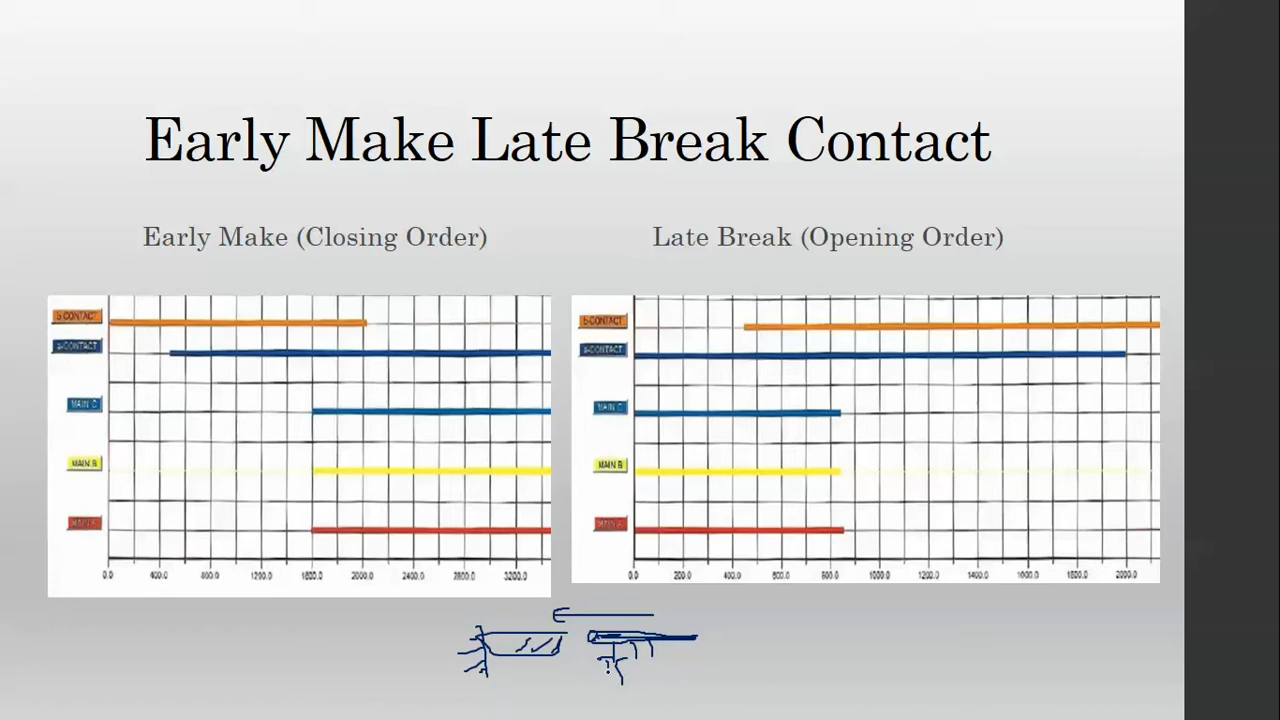 Early Make Late Break Contact
Early Make (Closing Order)
Late Break (Opening Order)
b-CONTACT
a-CONTACT
MAIN C
MAIN B
MAIN A
0.0 400.0 800.0 1200.0 1600.0 2000.0 2400.0 2800.0 3200.0
b-CONTACT
a-CONTACT
MAIN C
MAIN B
MAIN A
0.0 200.0 400.0 600.0 800.0 1000.0 1200.0 1400.0 1600.0 1800.0 2000.0